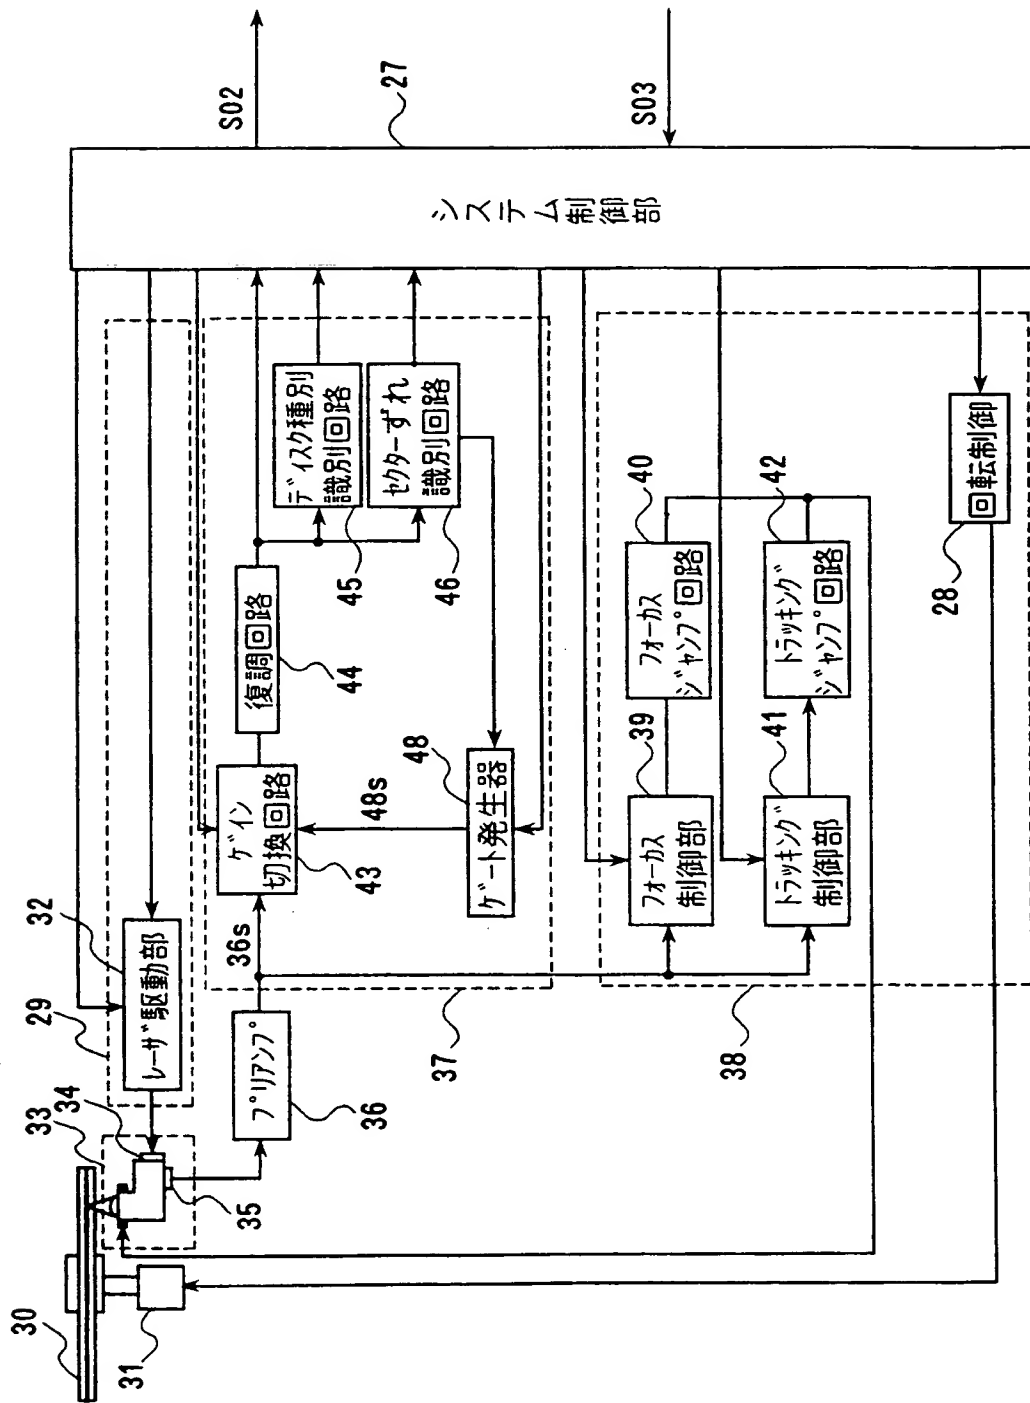 S02
S03
27
システム制御部
29
32
レーザ駆動部
33
34
35
30
31
36
プリアンプ
36s
37
ゲイン
切換回路
43
復調回路
44
ディスク種別
識別回路
45
セクターずれ
識別回路
46
48
48s
ゲート発生器
38
39
フォーカス
制御部
40
フォーカス
ジャンプ回路
41
トラッキング
制御部
42
トラッキング
ジャンプ回路
28
回転制御